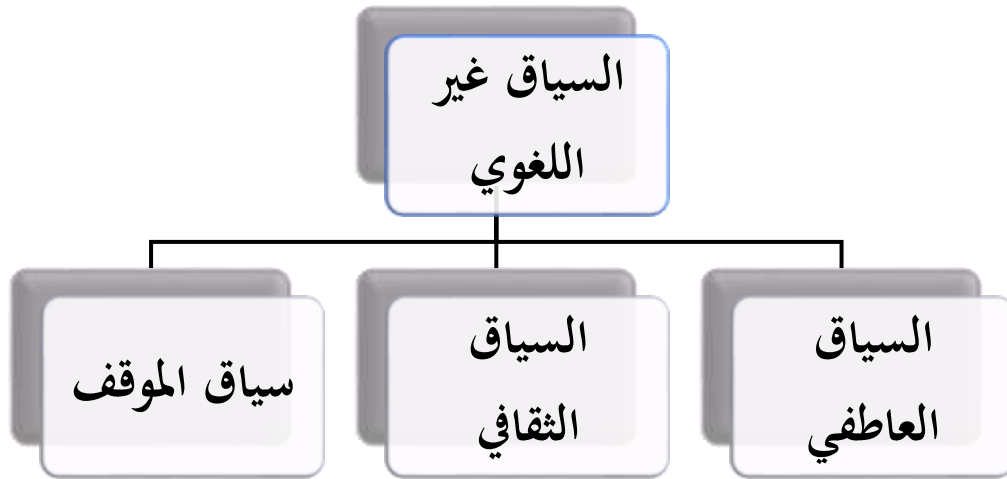 السياق غير
اللغوي
السياق
العاطفي
السياق
الثقافي
سياق الموقف